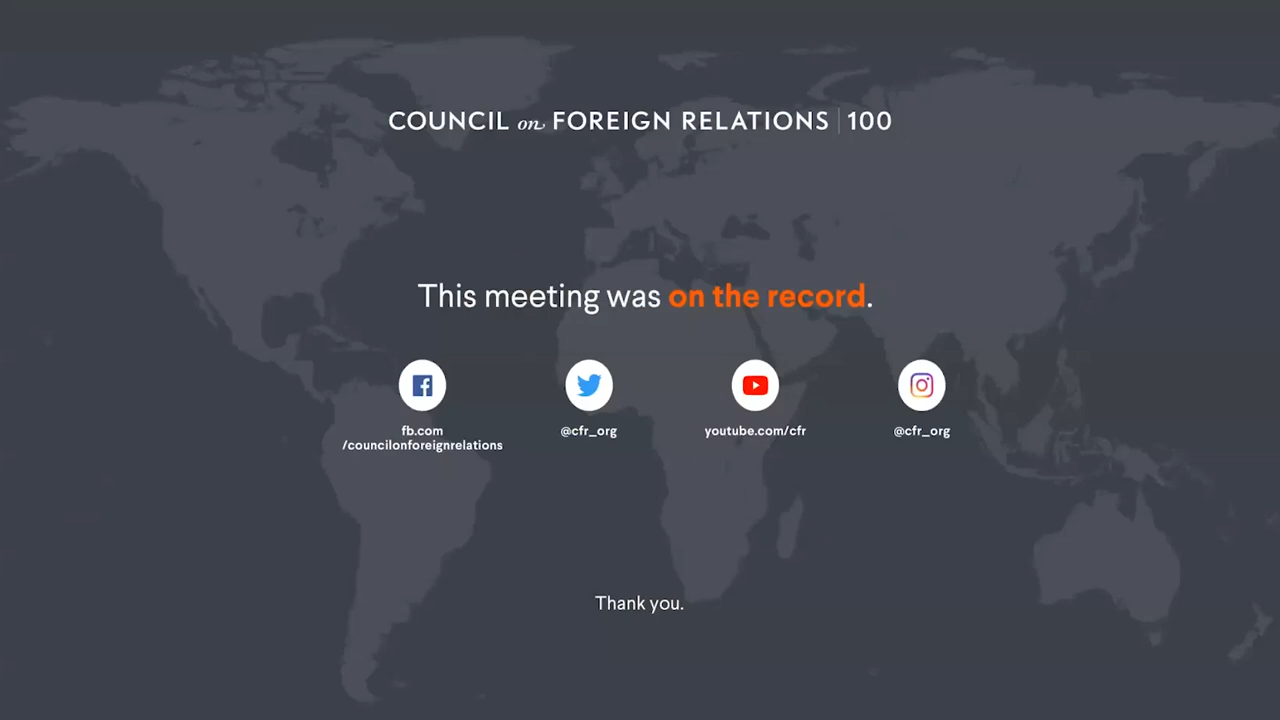 COUNCIL on FOREIGN RELATIONS | 100
This meeting was on the record.
fb.com
/councilonforeignrelations
@cfr_org
youtube.com/cfr
@cfr_org
Thank you.